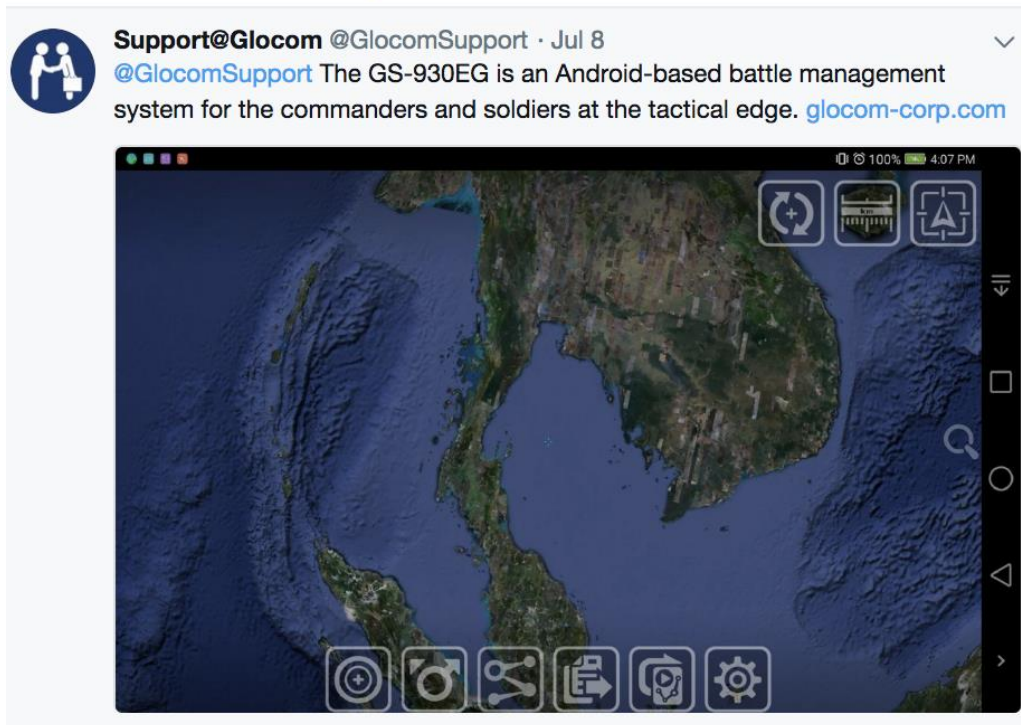 Support@Glocom @GlocomSupport · Jul 8
@GlocomSupport The GS-930EG is an Android-based battle management
system for the commanders and soldiers at the tactical edge. glocom-corp.com
100% 4:07 PM
km